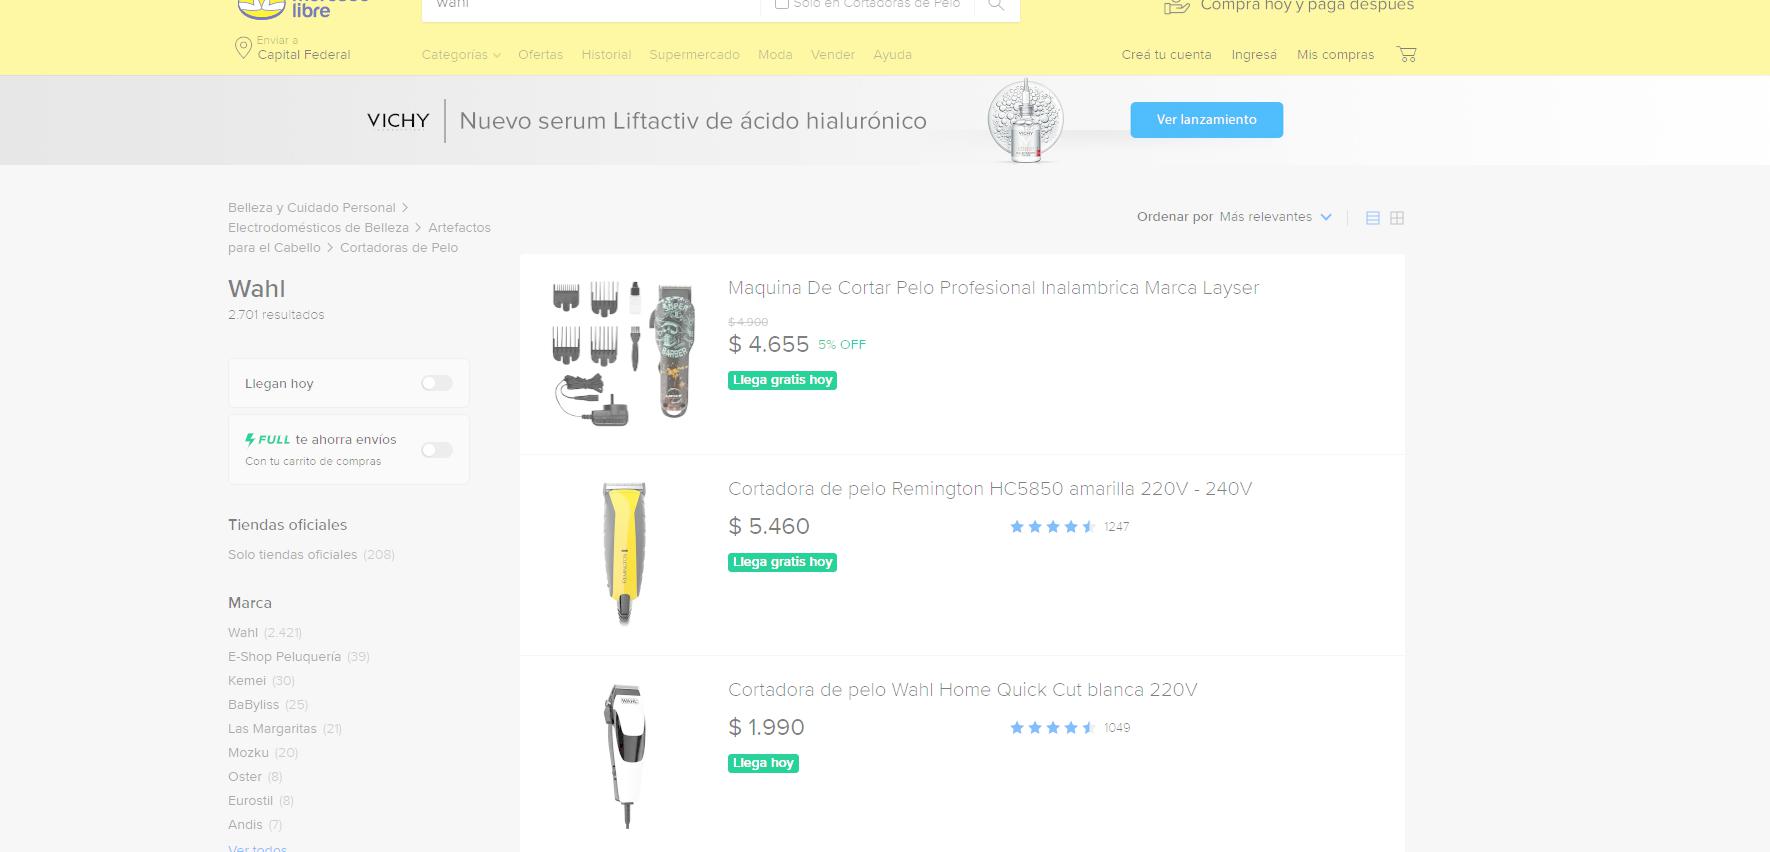 mercado
libre
wahl
Solo en Cortadoras de Pelo
Compra hoy y paga después
Enviar a
Capital Federal
Categorías
Ofertas
Historial
Supermercado
Moda
Vender
Ayuda
Creá tu cuenta
Ingresá
Mis compras
VICHY
Nuevo serum Liftactiv de ácido hialurónico
VICHY
Ver lanzamiento
Belleza y Cuidado Personal >
Electrodomésticos de Belleza > Artefactos
para el Cabello > Cortadoras de Pelo
Ordenar por Más relevantes
Wahl
2.701 resultados
Llegan hoy
FULL te ahorra envíos
Con tu carrito de compras
Tiendas oficiales
Solo tiendas oficiales (208)
Marca
Wahl (2.421)
E-Shop Peluquería (39)
Kemei (30)
BaByliss (25)
Las Margaritas (21)
Mozku (20)
Oster (8)
Eurostil (8)
Andis (7)
Ver todos
SUPER
BARBER
Maquina De Cortar Pelo Profesional Inalambrica Marca Layser
$ 4.900
$ 4.655 5% OFF
Llega gratis hoy
REMINGTON
Cortadora de pelo Remington HC5850 amarilla 220V - 240V
$ 5.460
1247
Llega gratis hoy
WAHL
Cortadora de pelo Wahl Home Quick Cut blanca 220V
$ 1.990
1049
Llega hoy